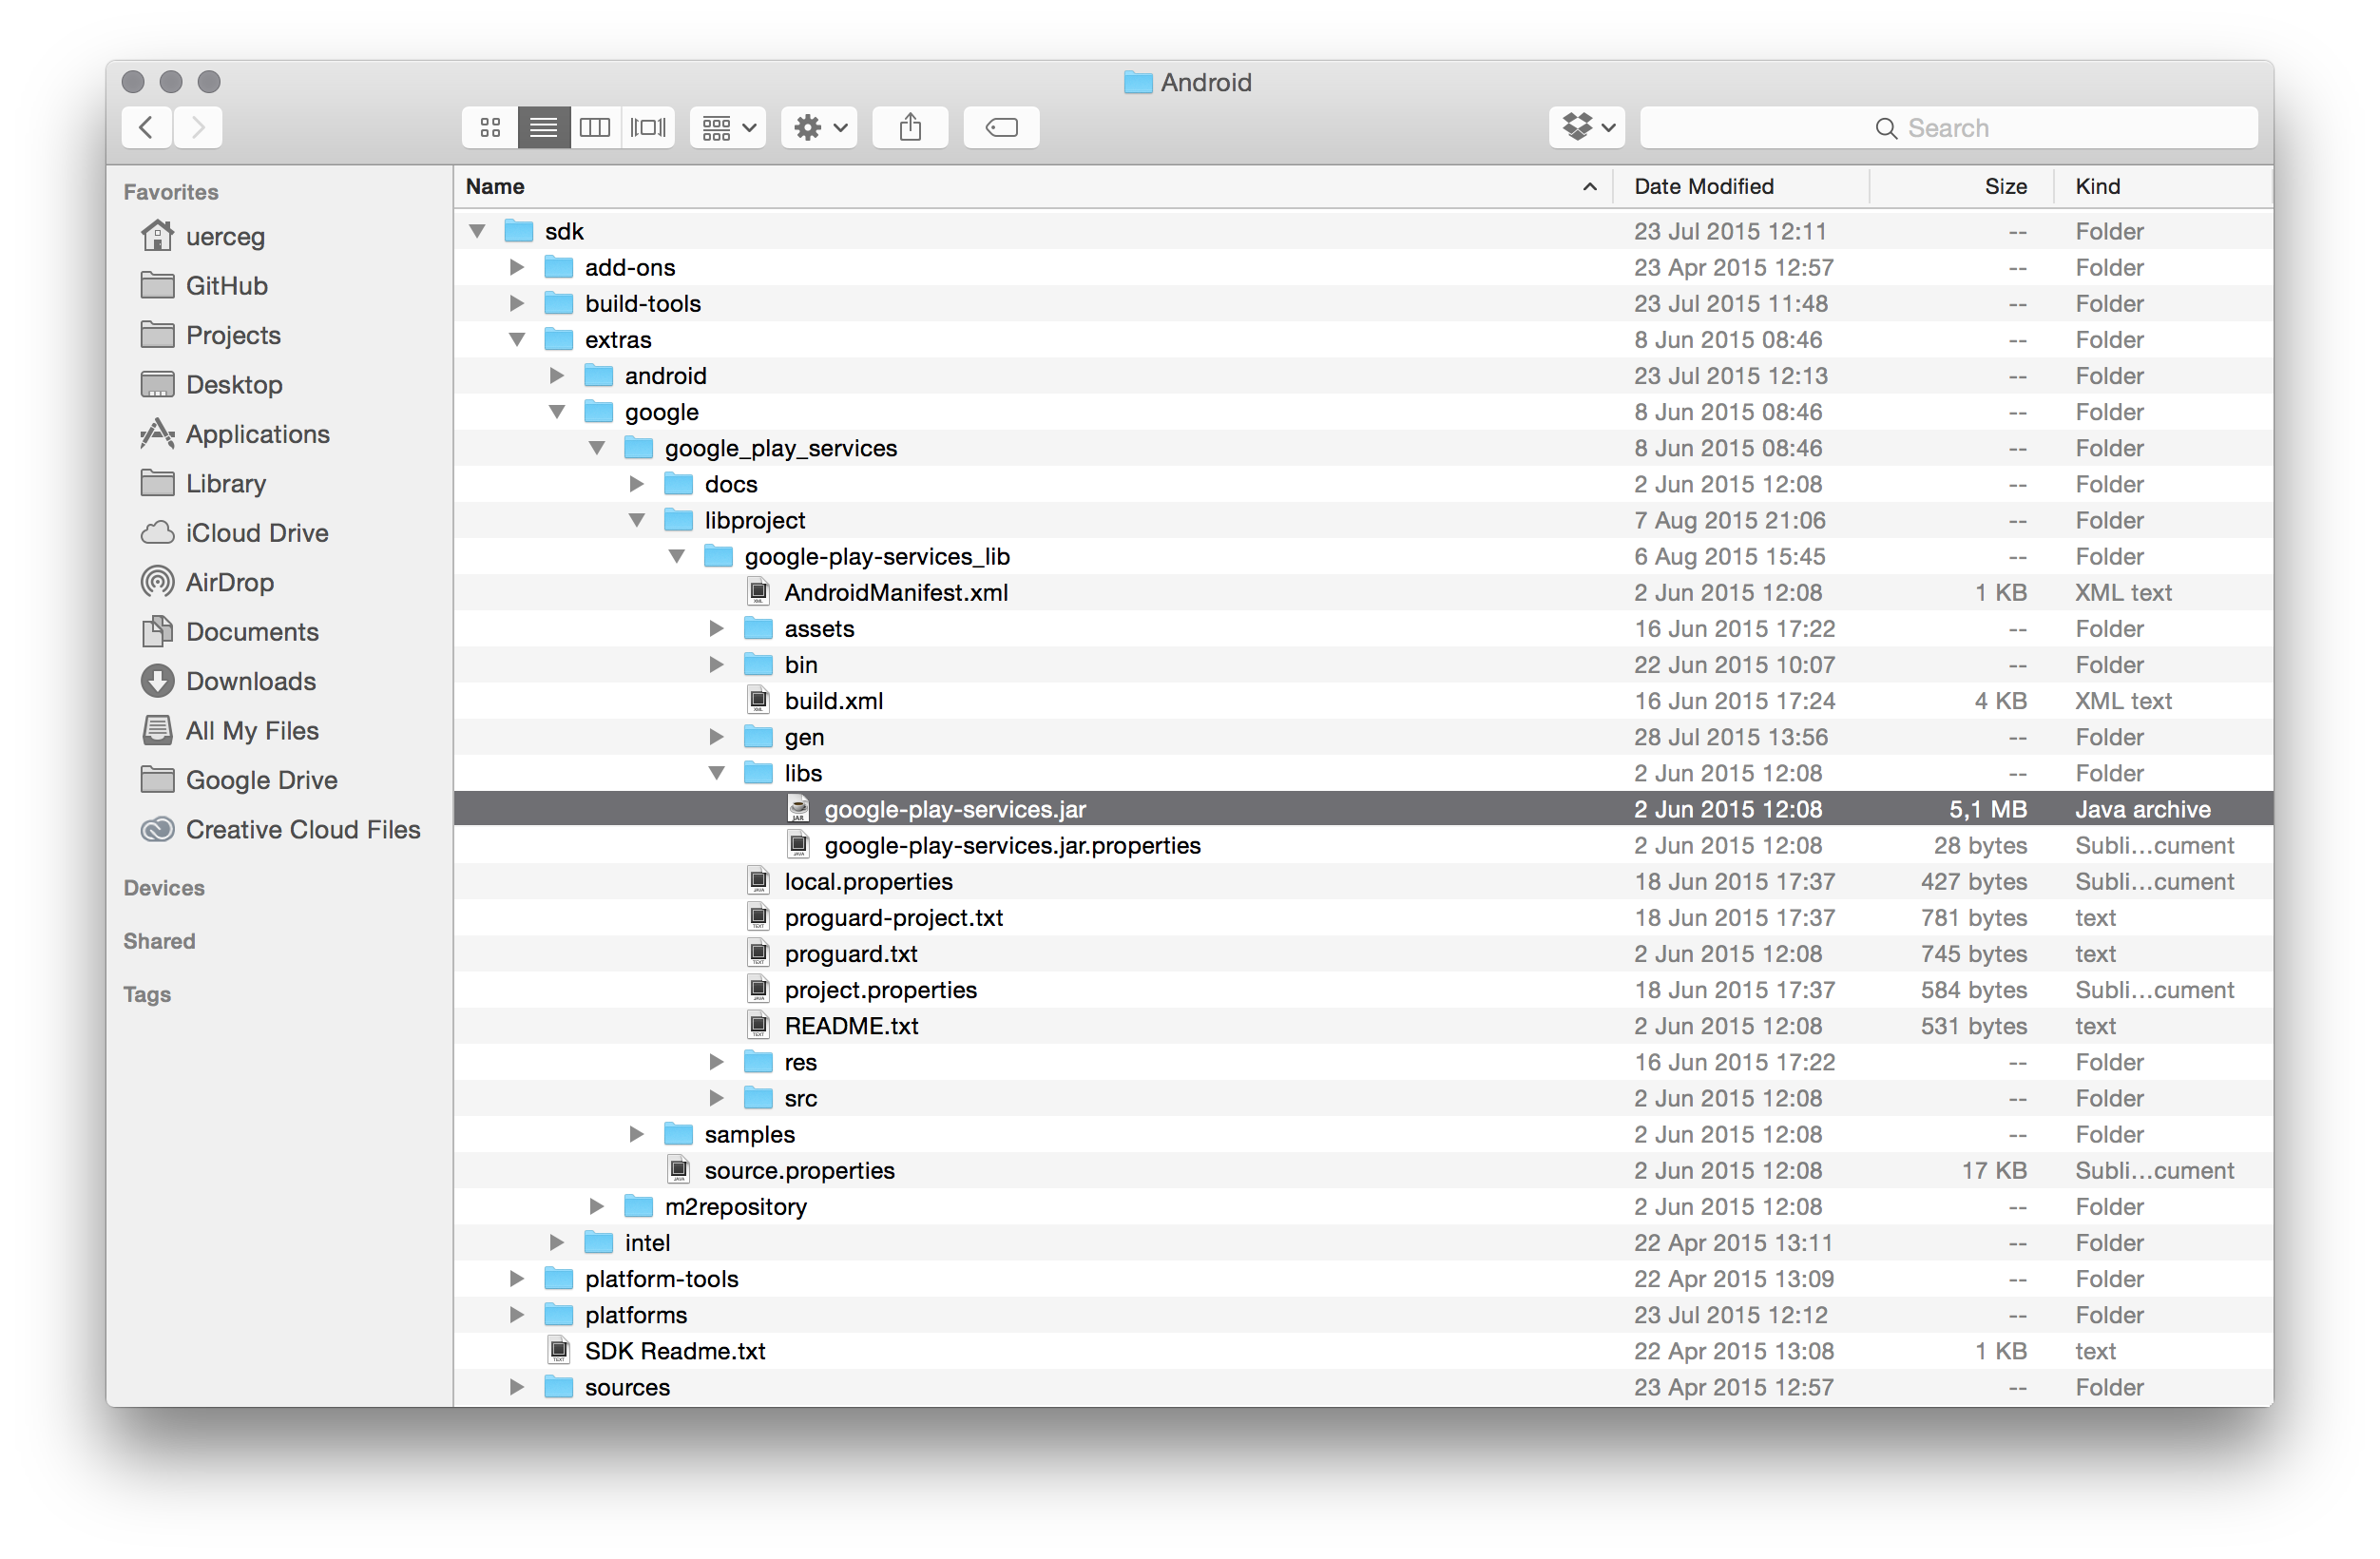 Android
Search
Favorites
uerceg
GitHub
Projects
Desktop
Applications
Library
iCloud Drive
AirDrop
Documents
Downloads
All My Files
Google Drive
Creative Cloud Files
Devices
Shared
Tags
Name Date Modified Size Kind
sdk 23 Jul 2015 12:11 -- Folder
add-ons 23 Apr 2015 12:57 -- Folder
build-tools 23 Jul 2015 11:48 -- Folder
extras 8 Jun 2015 08:46 -- Folder
android 23 Jul 2015 12:13 -- Folder
google 8 Jun 2015 08:46 -- Folder
google_play_services 8 Jun 2015 08:46 -- Folder
docs 2 Jun 2015 12:08 -- Folder
libproject 7 Aug 2015 21:06 -- Folder
google-play-services_lib 6 Aug 2015 15:45 -- Folder
AndroidManifest.xml 2 Jun 2015 12:08 1 KB XML text
assets 16 Jun 2015 17:22 -- Folder
bin 22 Jun 2015 10:07 -- Folder
build.xml 16 Jun 2015 17:24 4 KB XML text
gen 28 Jul 2015 13:56 -- Folder
libs 2 Jun 2015 12:08 -- Folder
google-play-services.jar 2 Jun 2015 12:08 5,1 MB Java archive
google-play-services.jar.properties 2 Jun 2015 12:08 28 bytes Subli...cument
local.properties 18 Jun 2015 17:37 427 bytes Subli...cument
proguard-project.txt 18 Jun 2015 17:37 781 bytes text
proguard.txt 2 Jun 2015 12:08 745 bytes text
project.properties 18 Jun 2015 17:37 584 bytes Subli...cument
README.txt 2 Jun 2015 12:08 531 bytes text
res 16 Jun 2015 17:22 -- Folder
src 2 Jun 2015 12:08 -- Folder
samples 2 Jun 2015 12:08 -- Folder
source.properties 2 Jun 2015 12:08 17 KB Subli...cument
m2repository 2 Jun 2015 12:08 -- Folder
intel 22 Apr 2015 13:11 -- Folder
platform-tools 22 Apr 2015 13:09 -- Folder
platforms 23 Jul 2015 12:12 -- Folder
SDK Readme.txt 22 Apr 2015 13:08 1 KB text
sources 23 Apr 2015 12:57 -- Folder